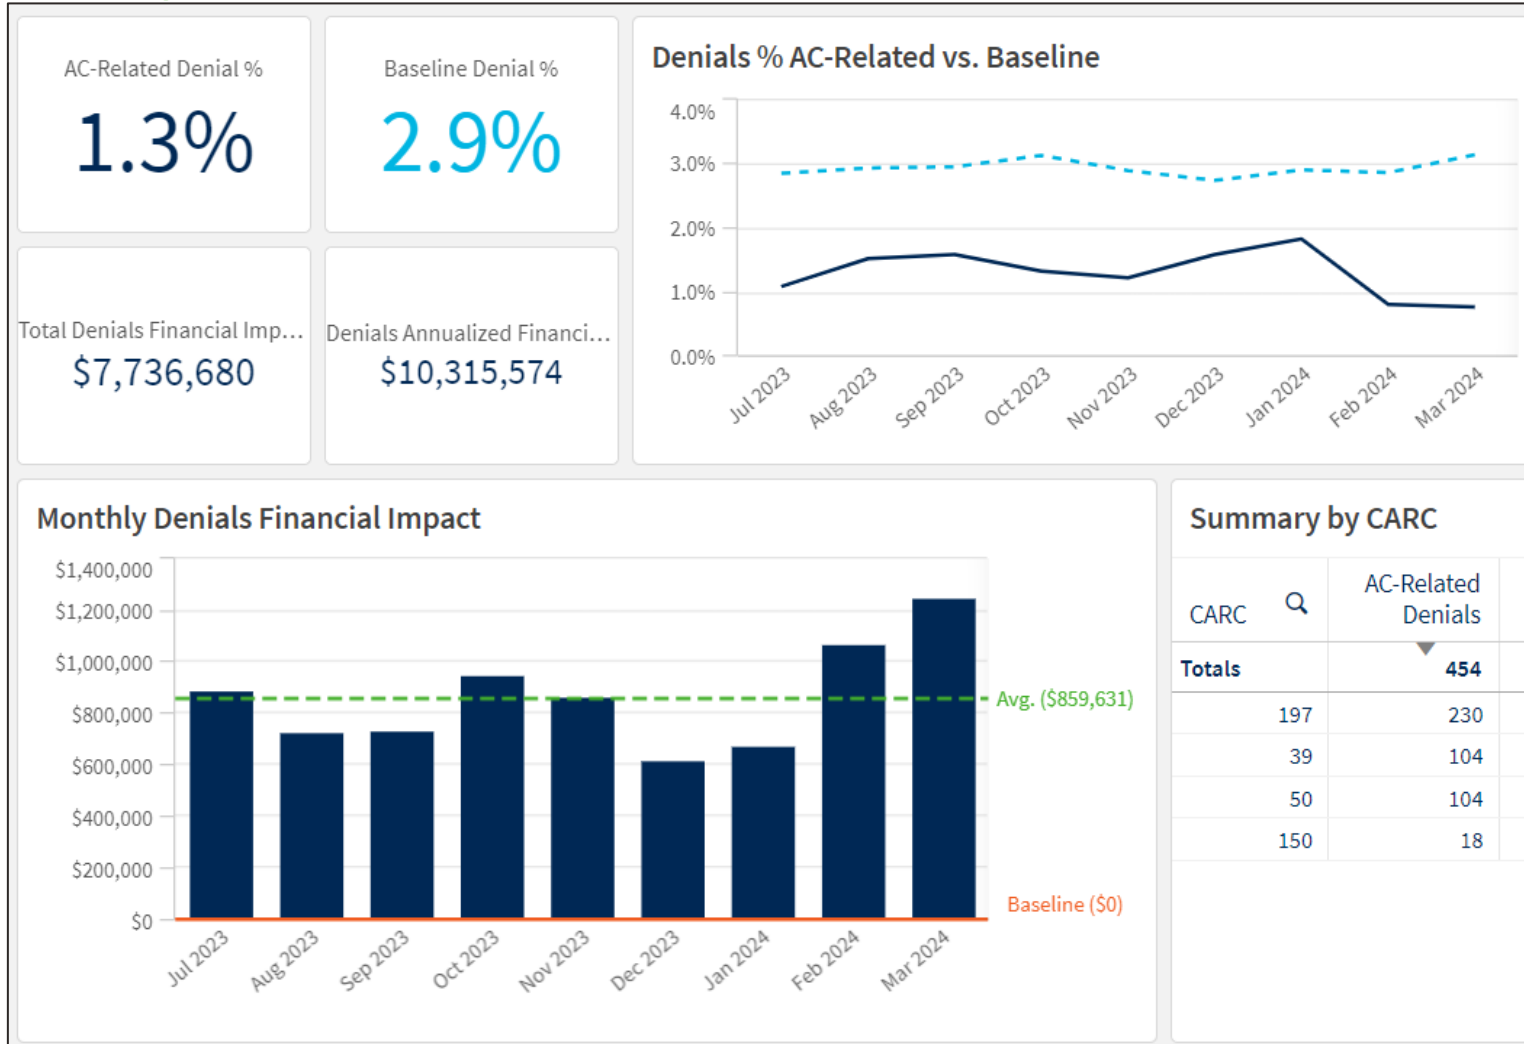 AC-Related Denial %
1.3%
Baseline Denial %
2.9%
Total Denials Financial Imp...
$7,736,680
Denials Annualized Financi...
$10,315,574
Denials % AC-Related vs. Baseline
4.0%
3.0%
2.0%
1.0%
0.0%
Jul 2023
Aug 2023
Sep 2023
Oct 2023
Nov 2023
Dec 2023
Jan 2024
Feb 2024
Mar 2024
Monthly Denials Financial Impact
$1,400,000
$1,200,000
$1,000,000
$800,000
$600,000
$400,000
$200,000
$0
Avg. ($859,631)
Baseline ($0)
Jul 2023
Aug 2023
Sep 2023
Oct 2023
Nov 2023
Dec 2023
Jan 2024
Feb 2024
Mar 2024
Summary by CARC
CARC
AC-Related
Denials
Totals 454
197 230
39 104
50 104
150 18